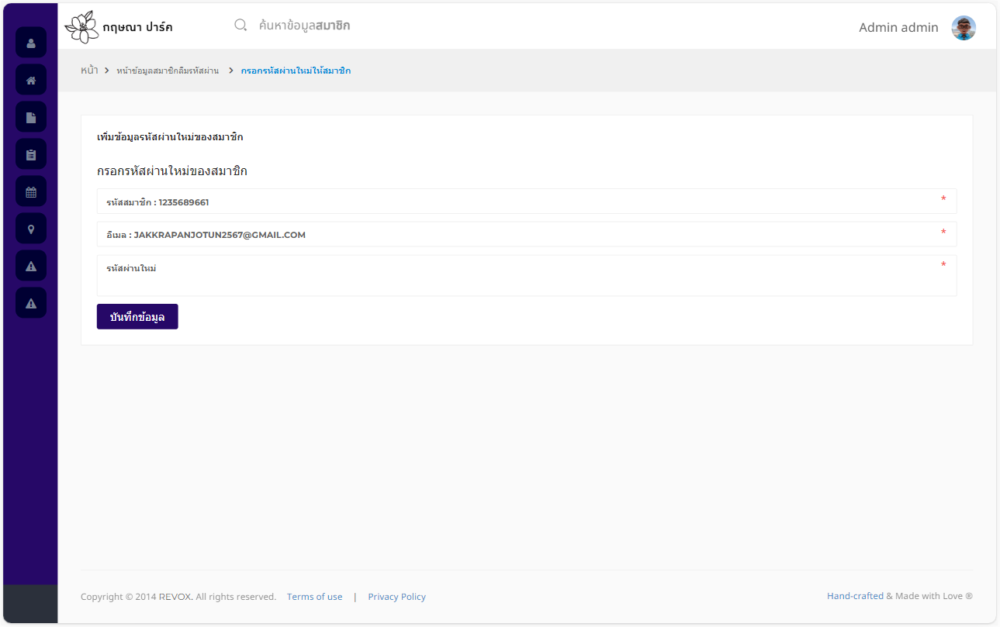 กฤษณา ปาร์ค
ค้นหาข้อมูลสมาชิก
Admin admin
หน้า > หน้าข้อมูลสมาชิกลืมรหัสผ่าน > กรอกรหัสผ่านใหม่ให้สมาชิก
เพิ่มข้อมูลรหัสผ่านใหม่ของสมาชิก
กรอกรหัสผ่านใหม่ของสมาชิก
รหัสสมาชิก : 1235689661 *
อีเมล : JAKKRAPANJOTUN2567@GMAIL.COM *
รหัสผ่านใหม่ *
บันทึกข้อมูล
Copyright © 2014 REVOX. All rights reserved. Terms of use | Privacy Policy
Hand-crafted & Made with Love ®